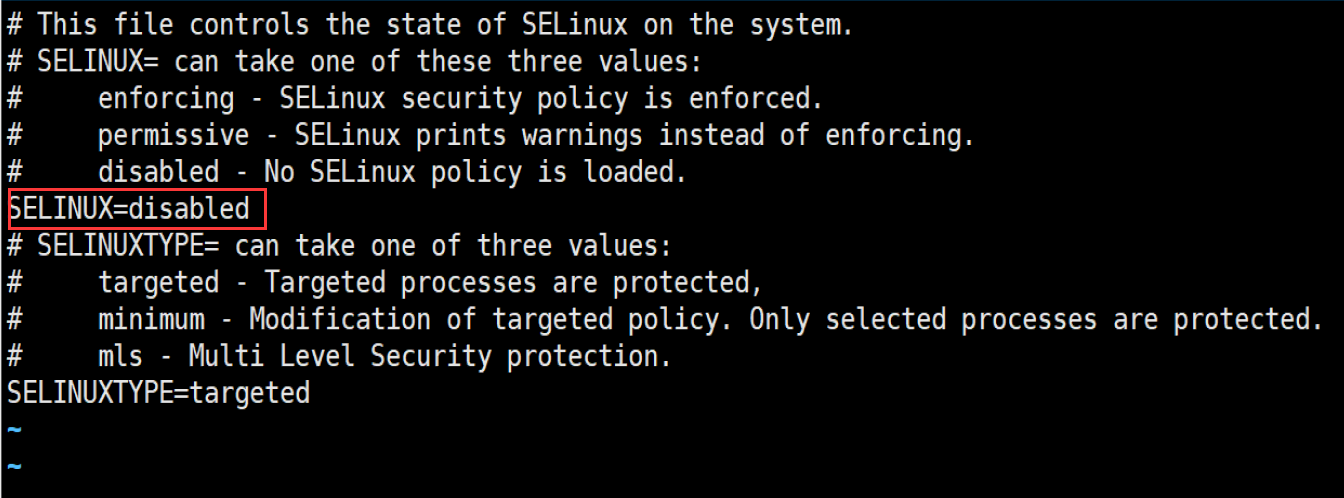 # This file controls the state of SELinux on the system.
# SELINUX= can take one of these three values:
#     enforcing - SELinux security policy is enforced.
#     permissive - SELinux prints warnings instead of enforcing.
#     disabled - No SELinux policy is loaded.
SELINUX=disabled
# SELINUXTYPE= can take one of three values:
#     targeted - Targeted processes are protected,
#     minimum - Modification of targeted policy. Only selected processes are protected.
#     mls - Multi Level Security protection.
SELINUXTYPE=targeted
~
~